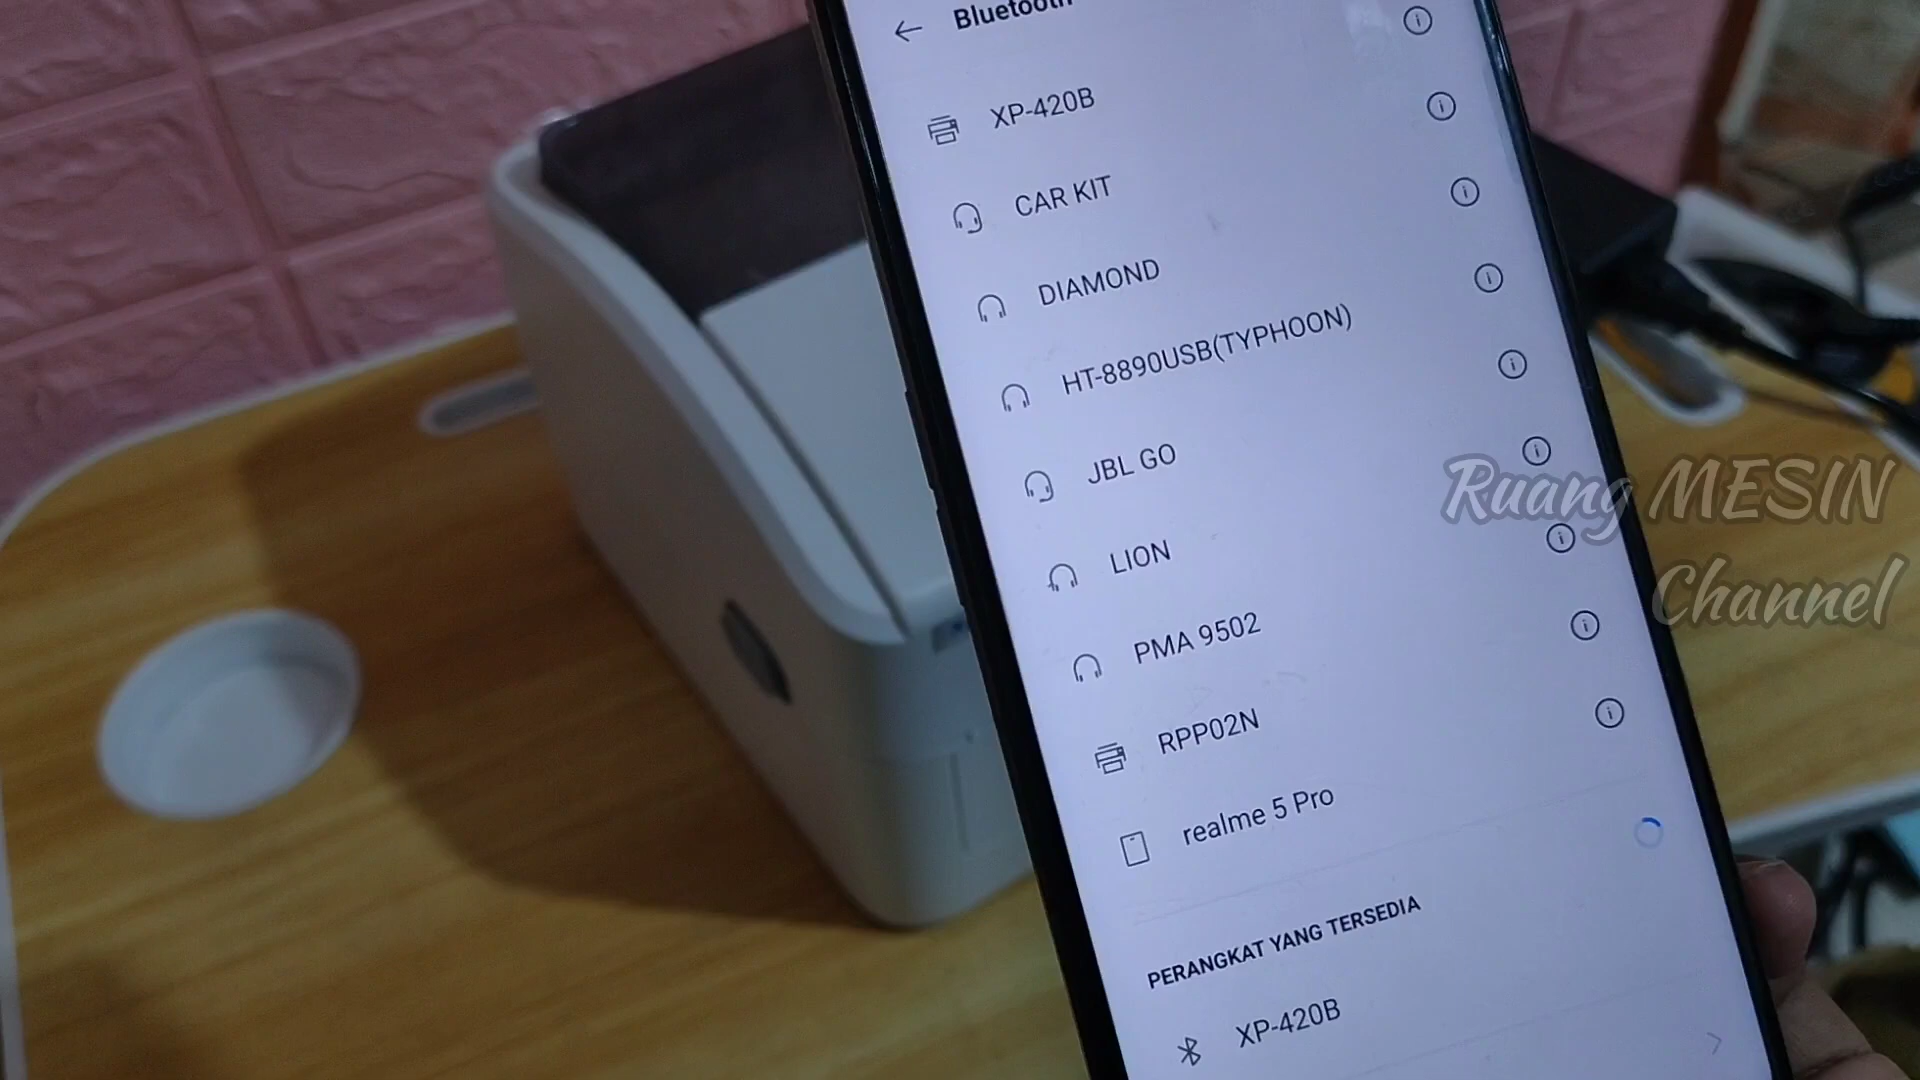 Bluetooth
XP-420B
CAR KIT
DIAMOND
HT-8890USB(TYPHOON)
JBL GO
LION
PMA 9502
RPP02N
realme 5 Pro
PERANGKAT YANG TERSEDIA
XP-420B
Ruang MESIN
Channel